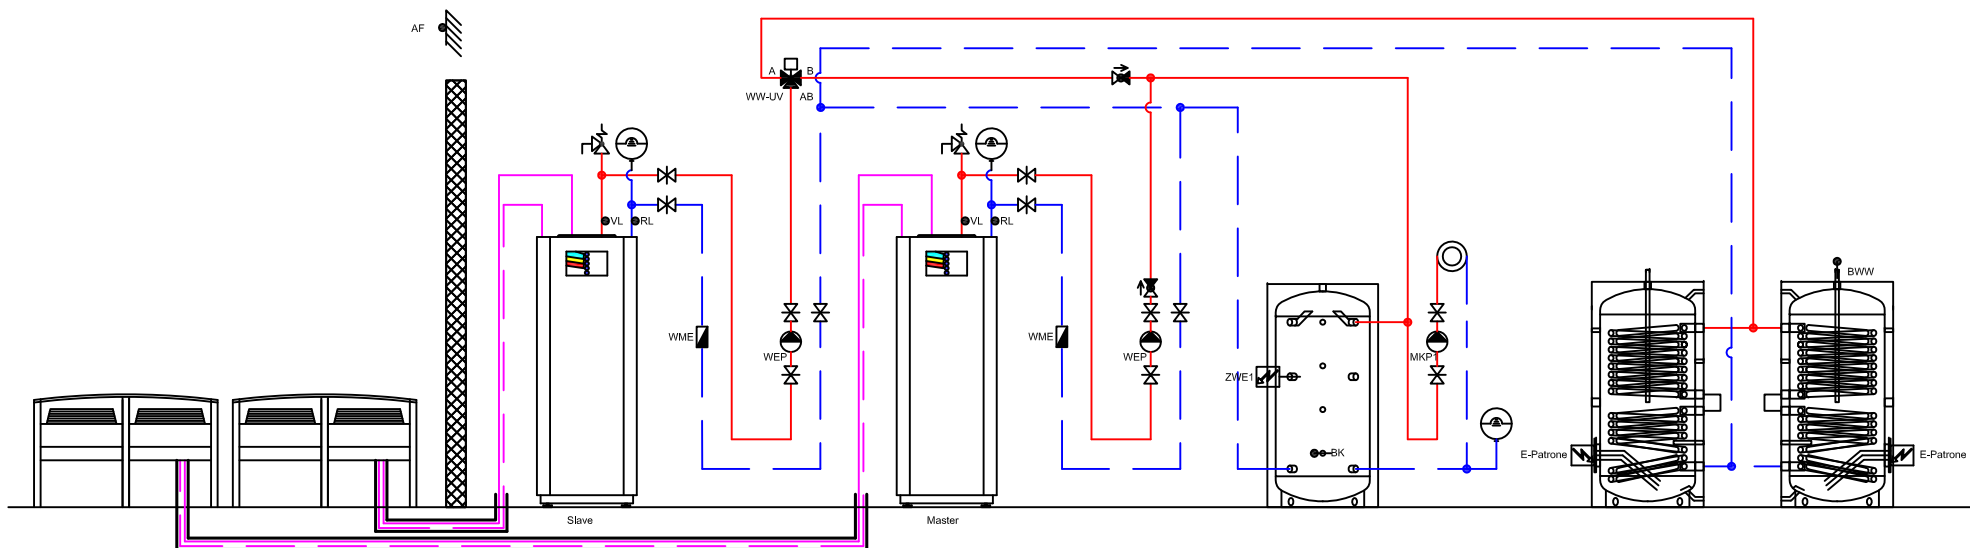 AF
A
B
WW-UV
AB
VL
RL
VL
RL
BWW
WME
WEP
WME
WEP
MKP1
ZWE1
BK
E-Patrone
E-Patrone
Slave
Master